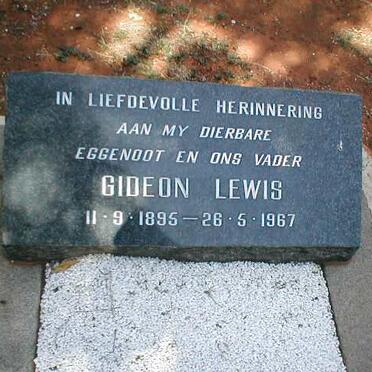 IN LIEFDEVOLLE HERINNERING
AAN MY DIERBARE
EGGENOOT EN ONS VADER
GIDEON LEWIS
11·9·1895—26·5·1967